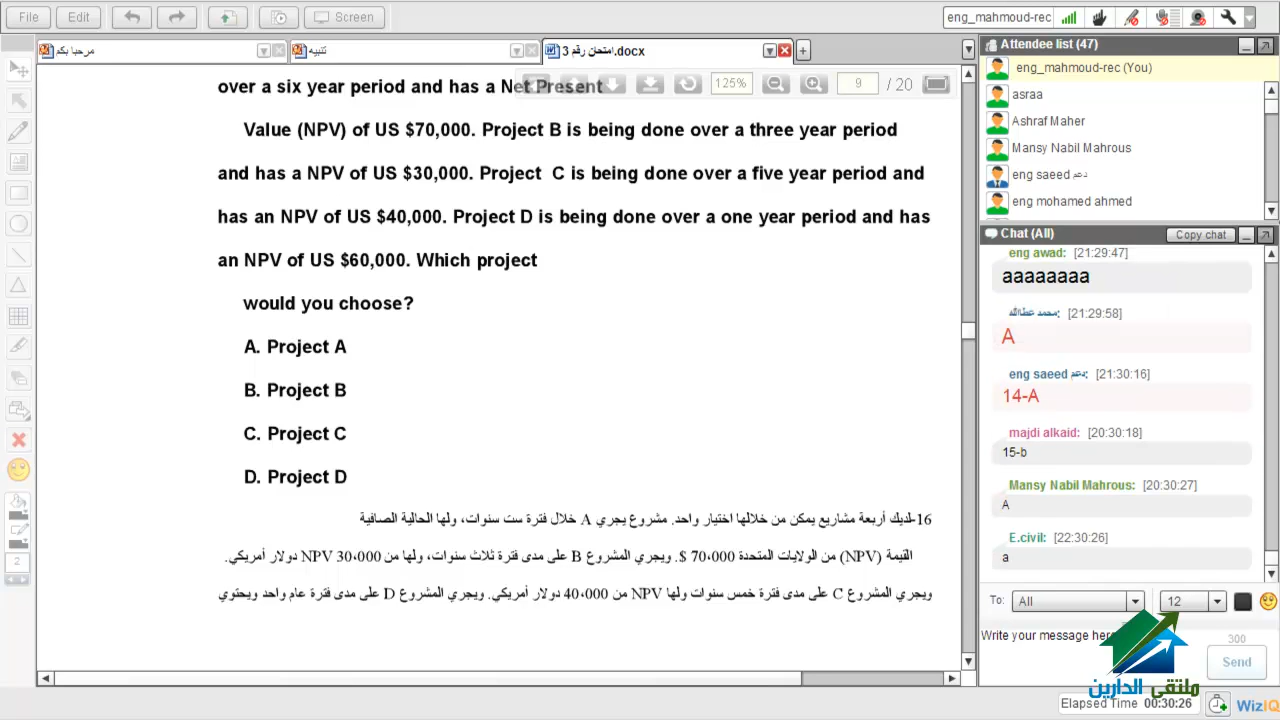 File
Edit
Screen
eng_mahmoud-rec
مرحبا بكم
تنبيه
امتحان رقم 3.docx
125%
9 / 20
over a six year period and has a Net Present
Value (NPV) of US $70,000. Project B is being done over a three year period
and has a NPV of US $30,000. Project C is being done over a five year period and
has an NPV of US $40,000. Project D is being done over a one year period and has
an NPV of US $60,000. Which project
would you choose?
A. Project A
B. Project B
C. Project C
D. Project D
16-لديك أربعة مشاريع يمكن من خلالها اختيار واحد. مشروع يجري A خلال فترة ست سنوات، ولها الحالية الصافية
القيمة (NPV) من الولايات المتحدة 70،000 $. ويجري المشروع B على مدى فترة ثلاث سنوات، ولها من NPV 30،000 دولار أمريكي.
ويجري المشروع C على مدى فترة خمس سنوات ولها NPV من 40،000 دولار أمريكي. ويجري المشروع D على مدى فترة عام واحد ويحتوي
2
Attendee list (47)
eng_mahmoud-rec (You)
asraa
Ashraf Maher
Mansy Nabil Mahrous
eng saeed دعم
eng mohamed ahmed
Chat (All)
Copy chat
eng awad: [21:29:47]
aaaaaaaa
محمد عطاالله: [21:29:58]
A
eng saeed دعم: [21:30:16]
14-A
majdi alkaid: [20:30:18]
15-b
Mansy Nabil Mahrous: [20:30:27]
A
E.civil: [22:30:26]
a
To: All 12
Write your message here
300
Send
ملتقى الدارين
Elapsed Time 00:30:26
WizIQ